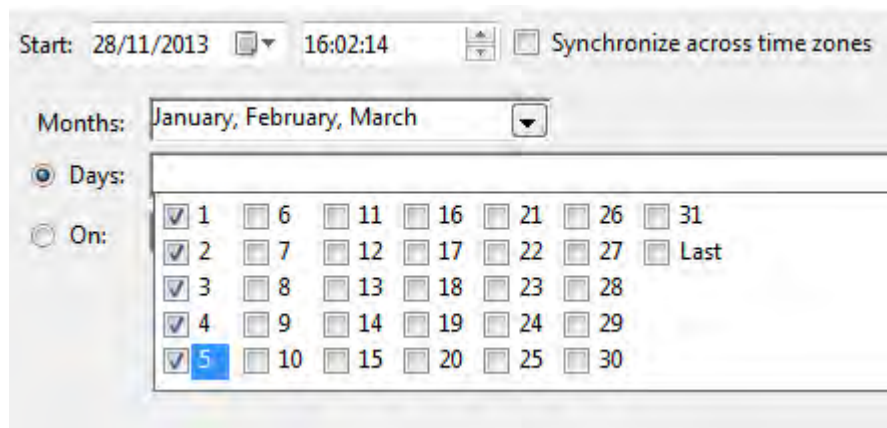 Start: 28/11/2013 16:02:14 Synchronize across time zones
Months: January, February, March
Days:
1 6 11 16 21 26 31
On: 2 7 12 17 22 27 Last
3 8 13 18 23 28
4 9 14 19 24 29
5 10 15 20 25 30